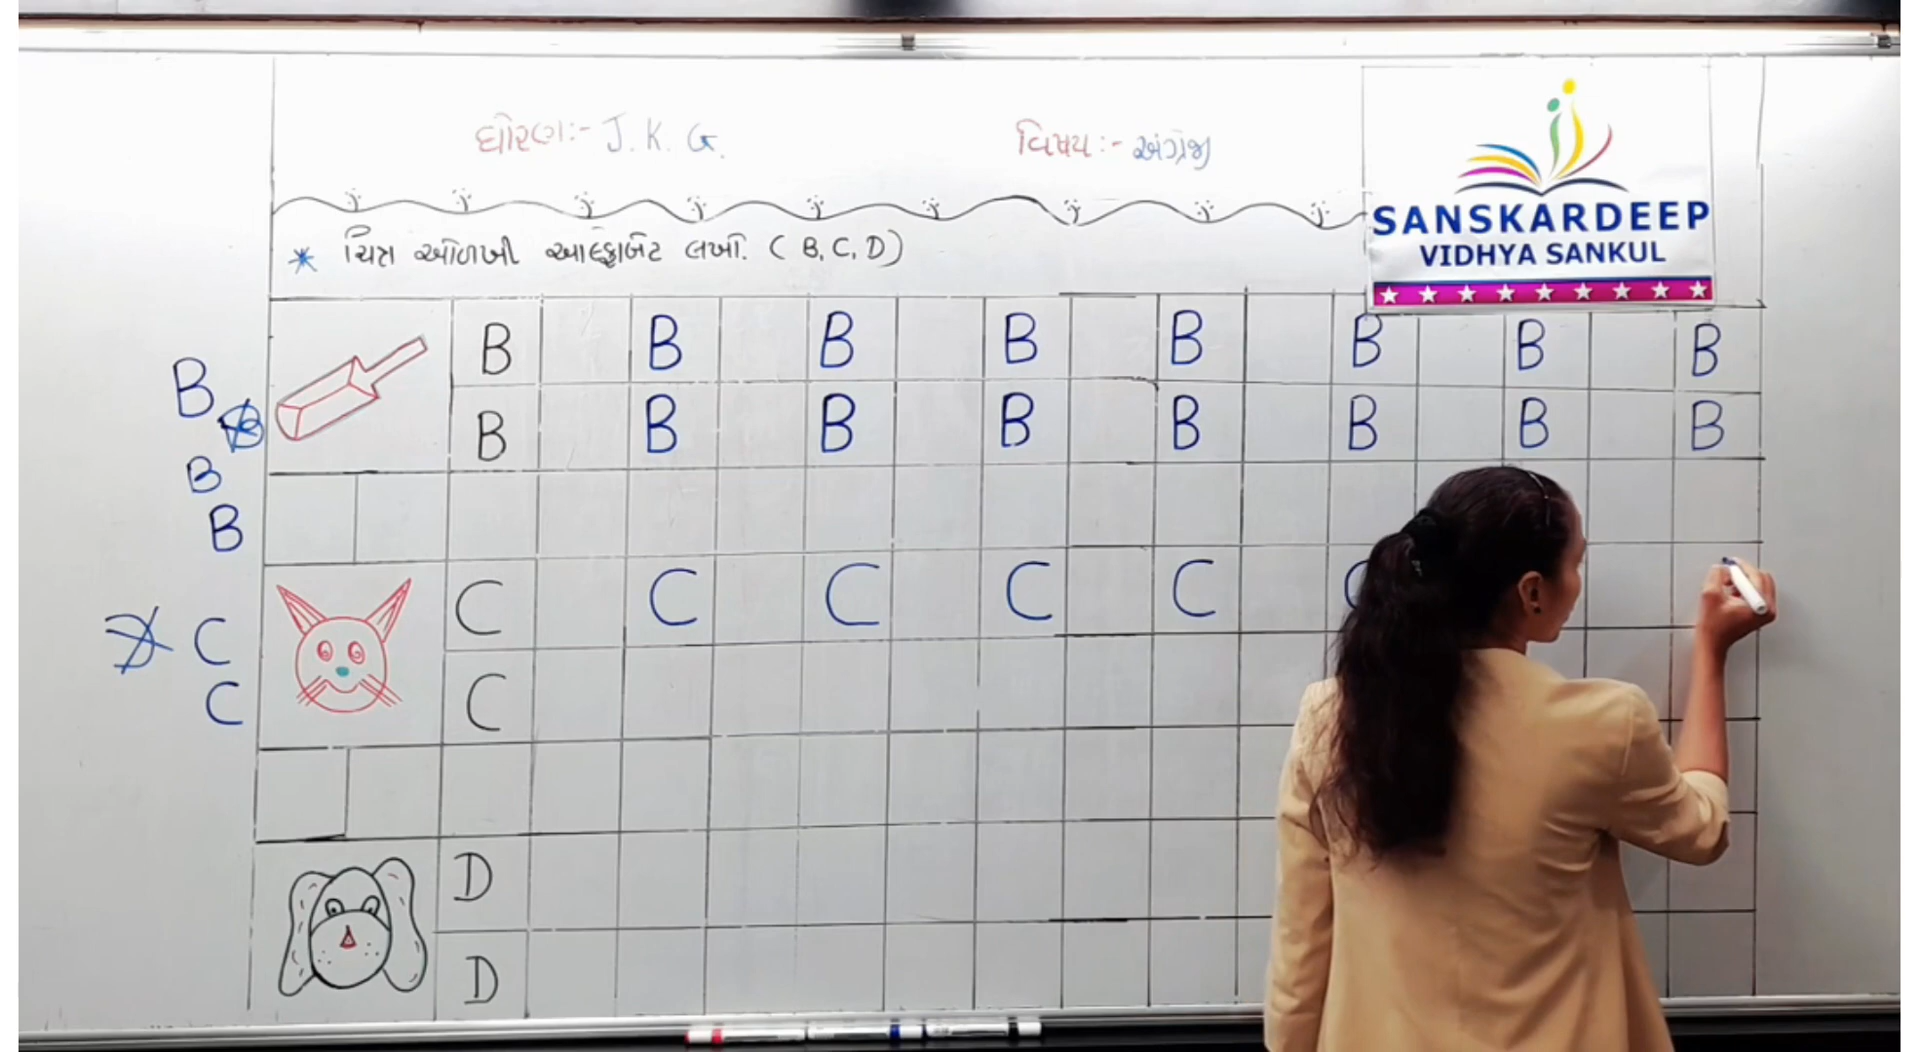 ધોરણ:- J. K. G. વિષય:- અંગ્રેજી
SANSKARDEEP
VIDHYA SANKUL
* ચિત્ર ઓળખી આલ્ફાબેટ લખો. ( B, C, D )
B B B B B B B B
B B B B B B B B
B
B
B
C C C C C C
C
C
C
D
D